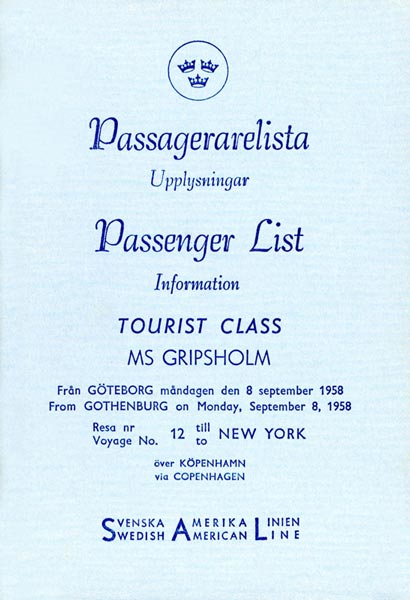 Passagerarelista
Upplysningar
Passenger List
Information
TOURIST CLASS
MS GRIPSHOLM
Från GÖTEBORG måndagen den 8 september 1958
From GOTHENBURG on Monday, September 8, 1958
Resa nr 12 till NEW YORK
Voyage No. to
över KÖPENHAMN
via COPENHAGEN
SVENSKA AMERIKA LINIEN
SWEDISH AMERICAN LINE